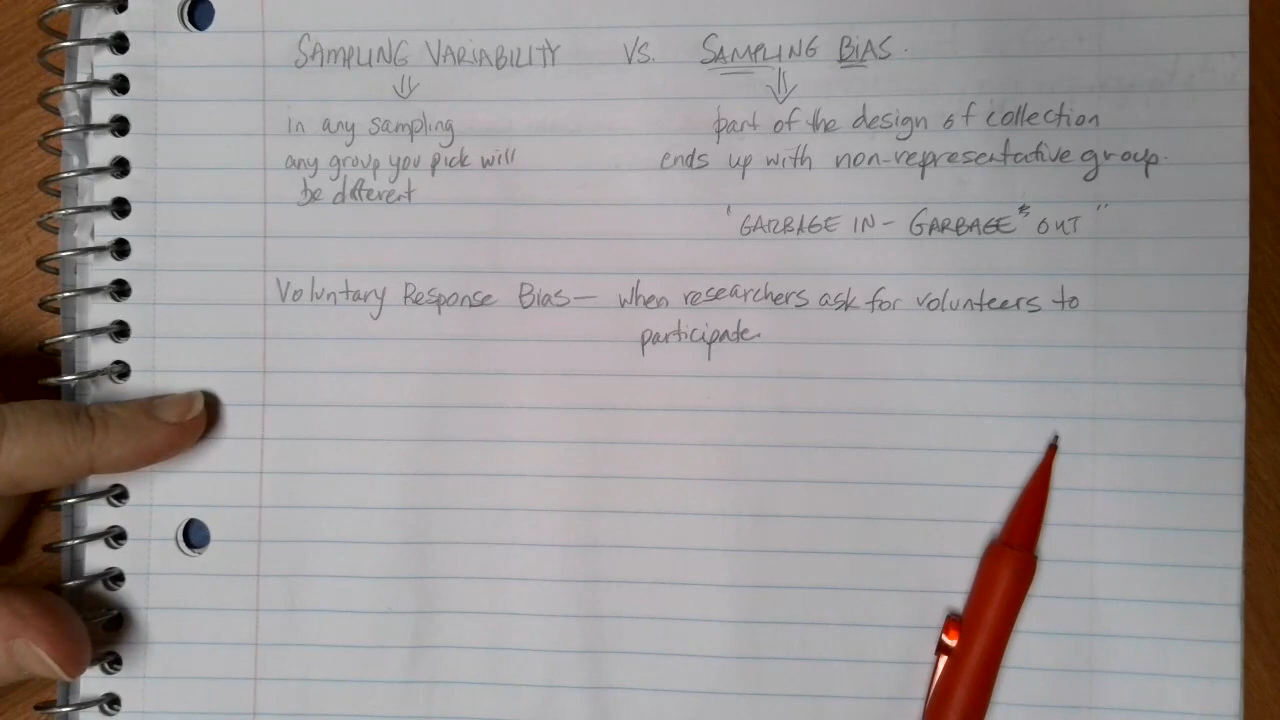 SAMPLING VARIABILITY VS. SAMPLING BIAS.
⇓ ⇓
in any sampling
any group you pick will
be different
part of the design of collection
ends up with non-representative group.
"GARBAGE IN - GARBAGE OUT"
Voluntary Response Bias - when researchers ask for volunteers to
participate.